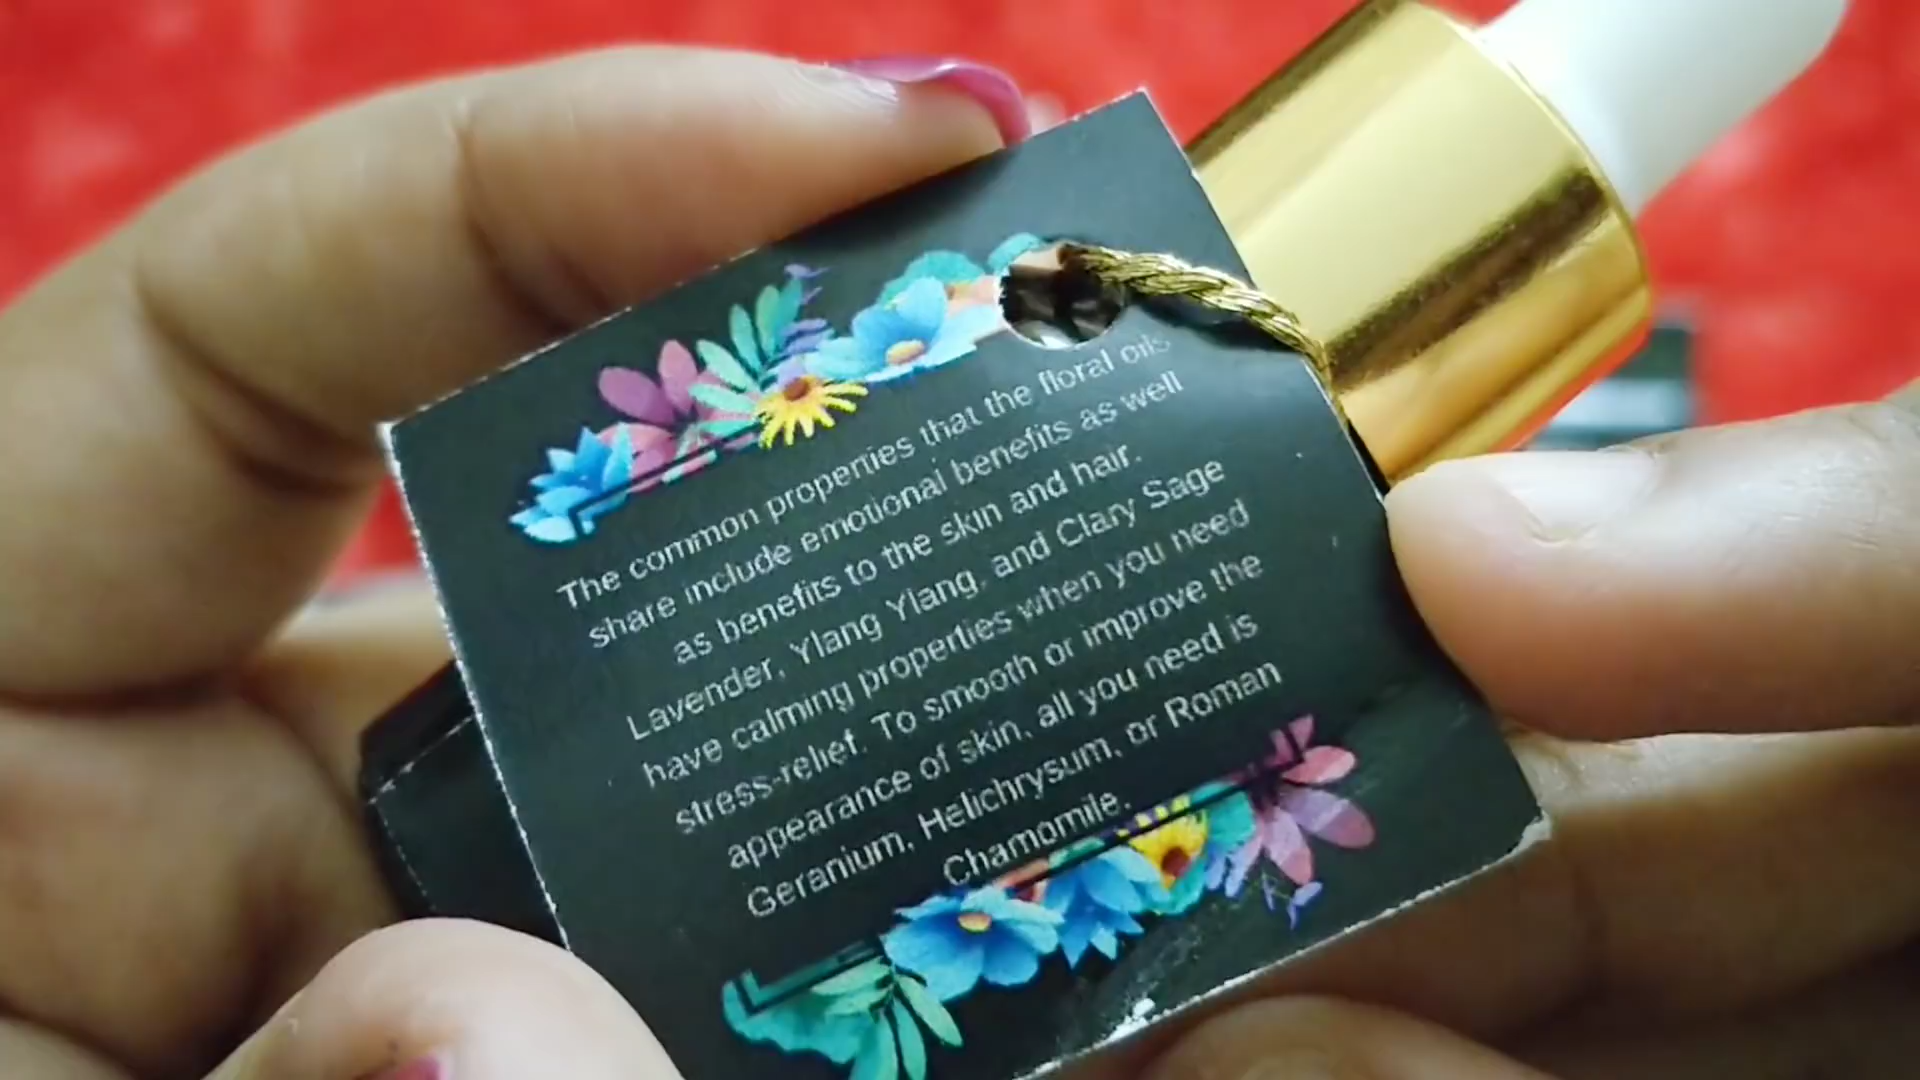 The common properties that the floral oils
share include emotional benefits as well
as benefits to the skin and hair.
Lavender, Ylang Ylang, and Clary Sage
have calming properties when you need
stress-relief. To smooth or improve the
appearance of skin, all you need is
Geranium, Helichrysum, or Roman
Chamomile.